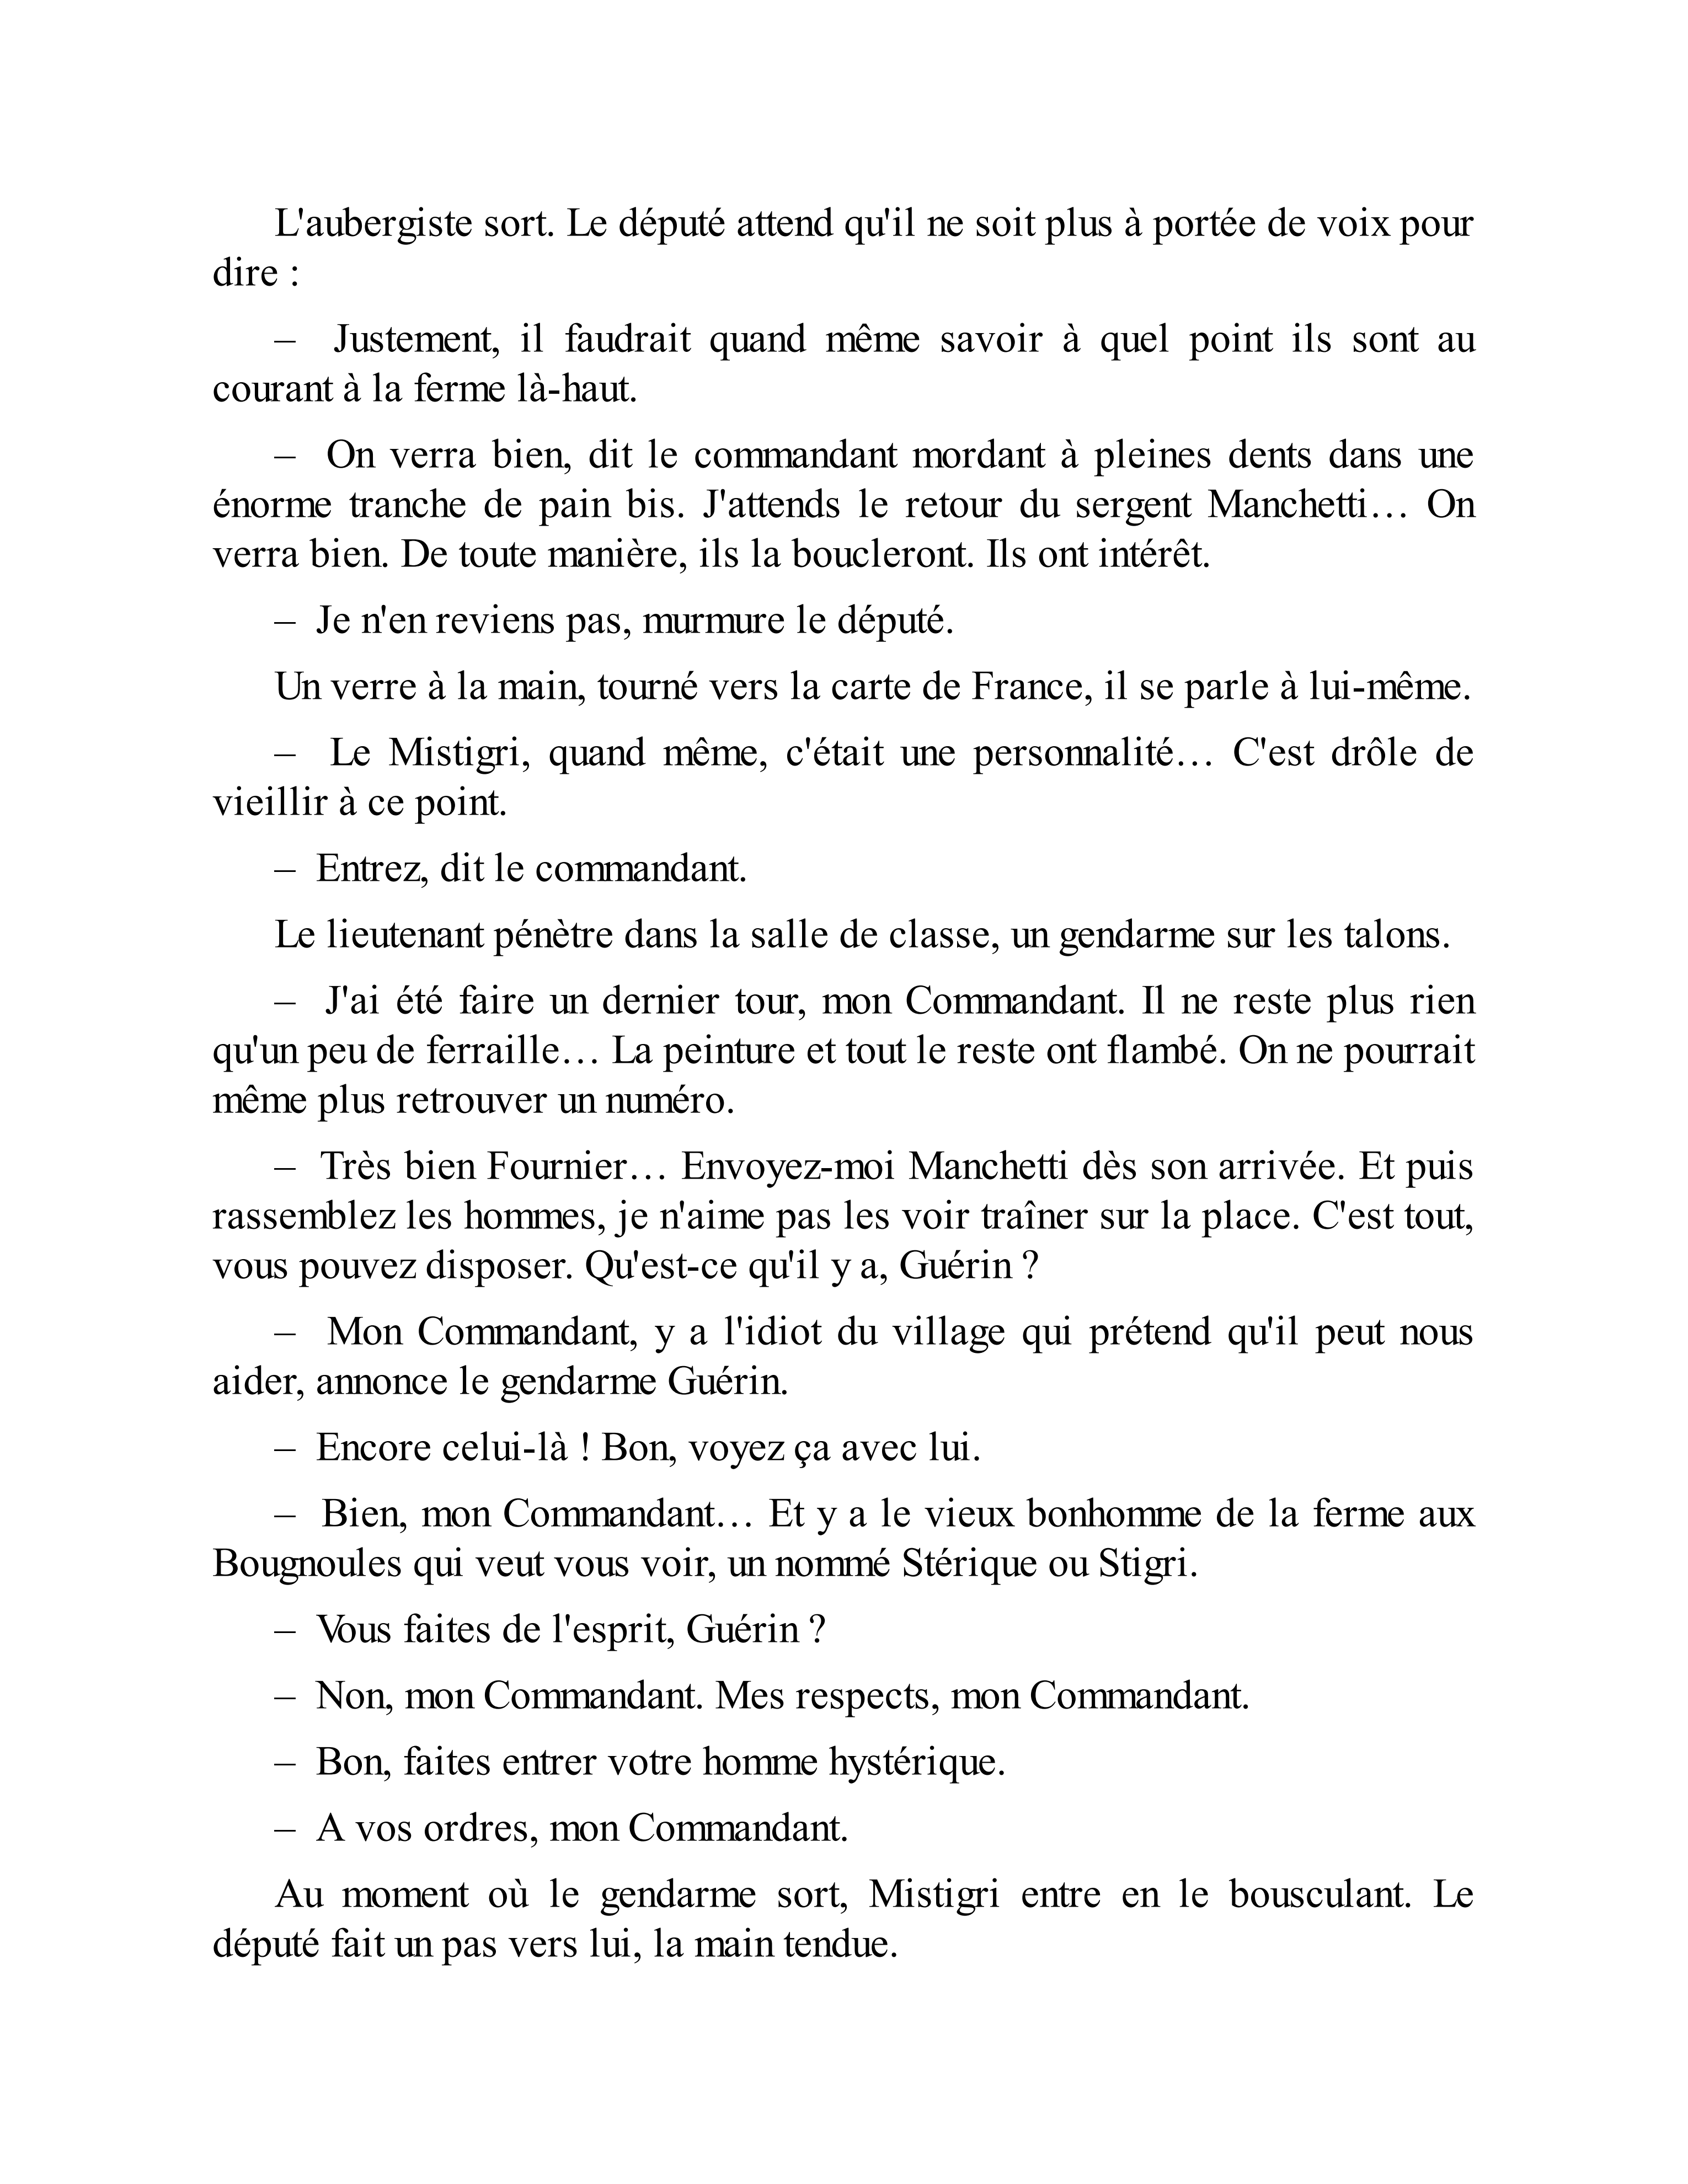 L'aubergiste sort. Le député attend qu'il ne soit plus à portée de voix pour
dire :
– Justement, il faudrait quand même savoir à quel point ils sont au
courant à la ferme là-haut.
– On verra bien, dit le commandant mordant à pleines dents dans une
énorme tranche de pain bis. J'attends le retour du sergent Manchetti… On
verra bien. De toute manière, ils la boucleront. Ils ont intérêt.
– Je n'en reviens pas, murmure le député.
Un verre à la main, tourné vers la carte de France, il se parle à lui-même.
– Le Mistigri, quand même, c'était une personnalité… C'est drôle de
vieillir à ce point.
– Entrez, dit le commandant.
Le lieutenant pénètre dans la salle de classe, un gendarme sur les talons.
– J'ai été faire un dernier tour, mon Commandant. Il ne reste plus rien
qu'un peu de ferraille… La peinture et tout le reste ont flambé. On ne pourrait
même plus retrouver un numéro.
– Très bien Fournier… Envoyez-moi Manchetti dès son arrivée. Et puis
rassemblez les hommes, je n'aime pas les voir traîner sur la place. C'est tout,
vous pouvez disposer. Qu'est-ce qu'il y a, Guérin ?
– Mon Commandant, y a l'idiot du village qui prétend qu'il peut nous
aider, annonce le gendarme Guérin.
– Encore celui-là ! Bon, voyez ça avec lui.
– Bien, mon Commandant… Et y a le vieux bonhomme de la ferme aux
Bougnoules qui veut vous voir, un nommé Stérique ou Stigri.
– Vous faites de l'esprit, Guérin ?
– Non, mon Commandant. Mes respects, mon Commandant.
– Bon, faites entrer votre homme hystérique.
– A vos ordres, mon Commandant.
Au moment où le gendarme sort, Mistigri entre en le bousculant. Le
député fait un pas vers lui, la main tendue.